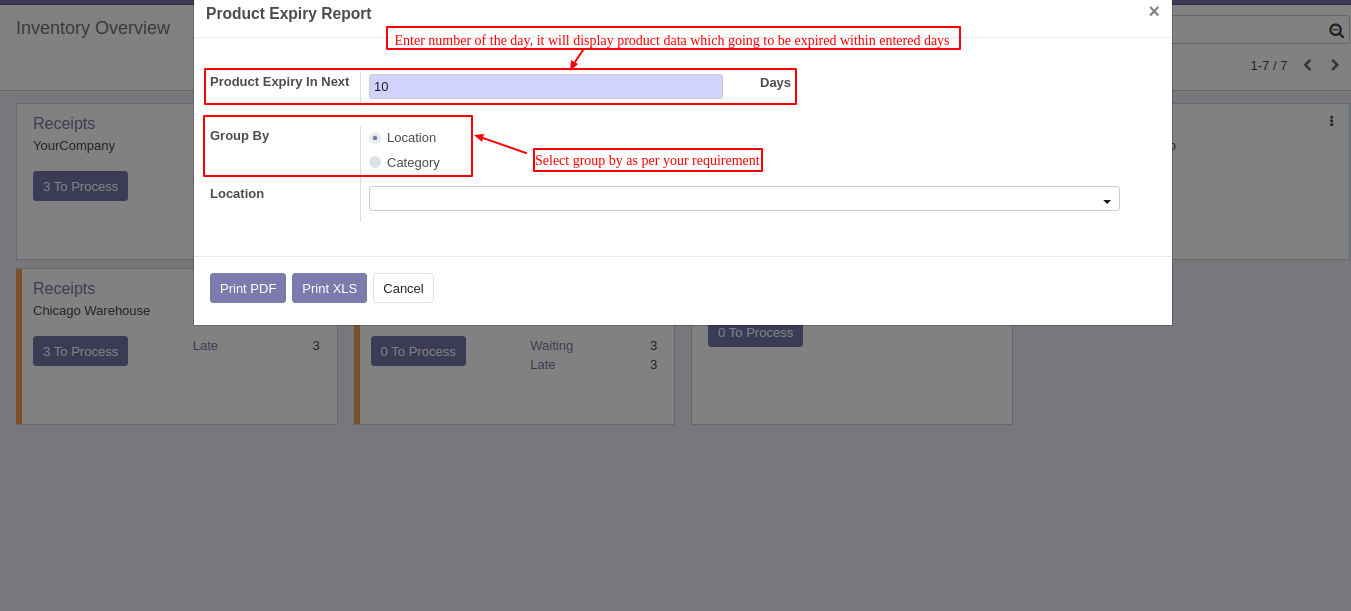 Product Expiry Report
×
Inventory Overview
Enter number of the day, it will display product data which going to be expired within entered days
1-7 / 7
Product Expiry In Next
10
Days
Receipts
YourCompany
3 To Process
Group By
Location
Category
Select group by as per your requirement
Location
Print PDF
Print XLS
Cancel
Receipts
Chicago Warehouse
3 To Process
Late 3
0 To Process
Waiting 3
Late 3
0 To Process